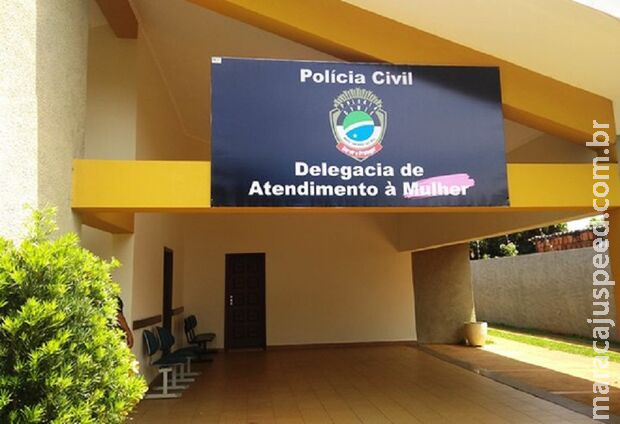 Polícia Civil
Delegacia de
Atendimento à Mulher
maracajuspeed.com.br